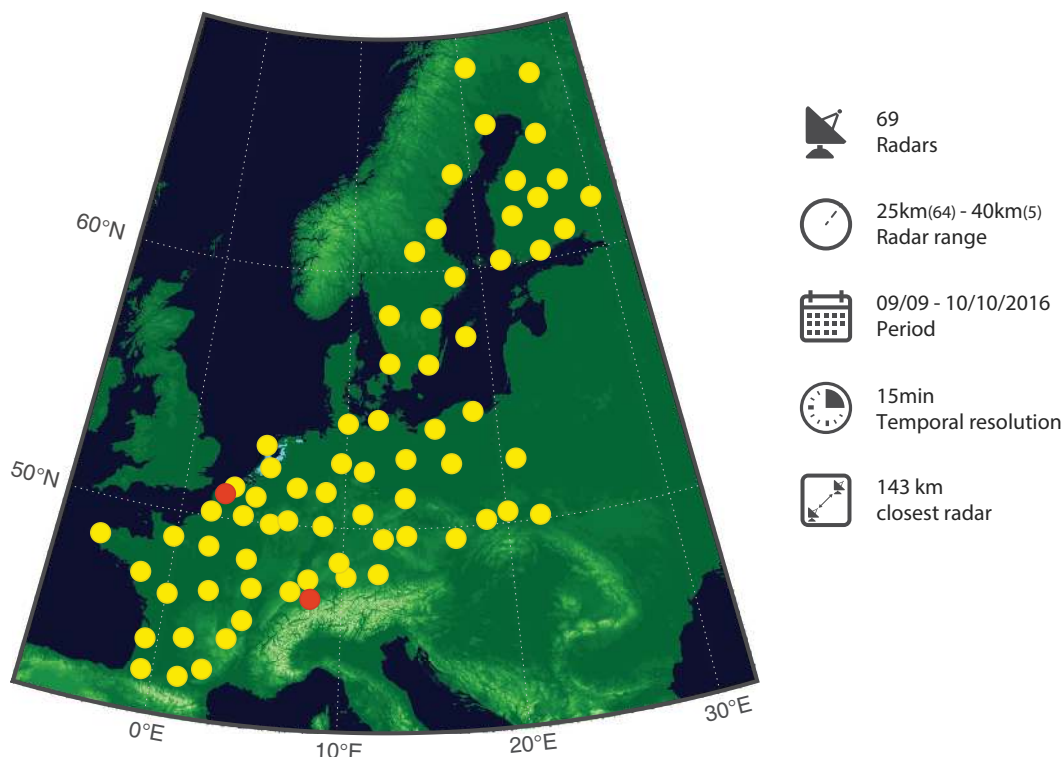 60°N
50°N
0°E
10°E
20°E
30°E
69
Radars
25km(64) - 40km(5)
Radar range
09/09 - 10/10/2016
Period
15min
Temporal resolution
143 km
closest radar